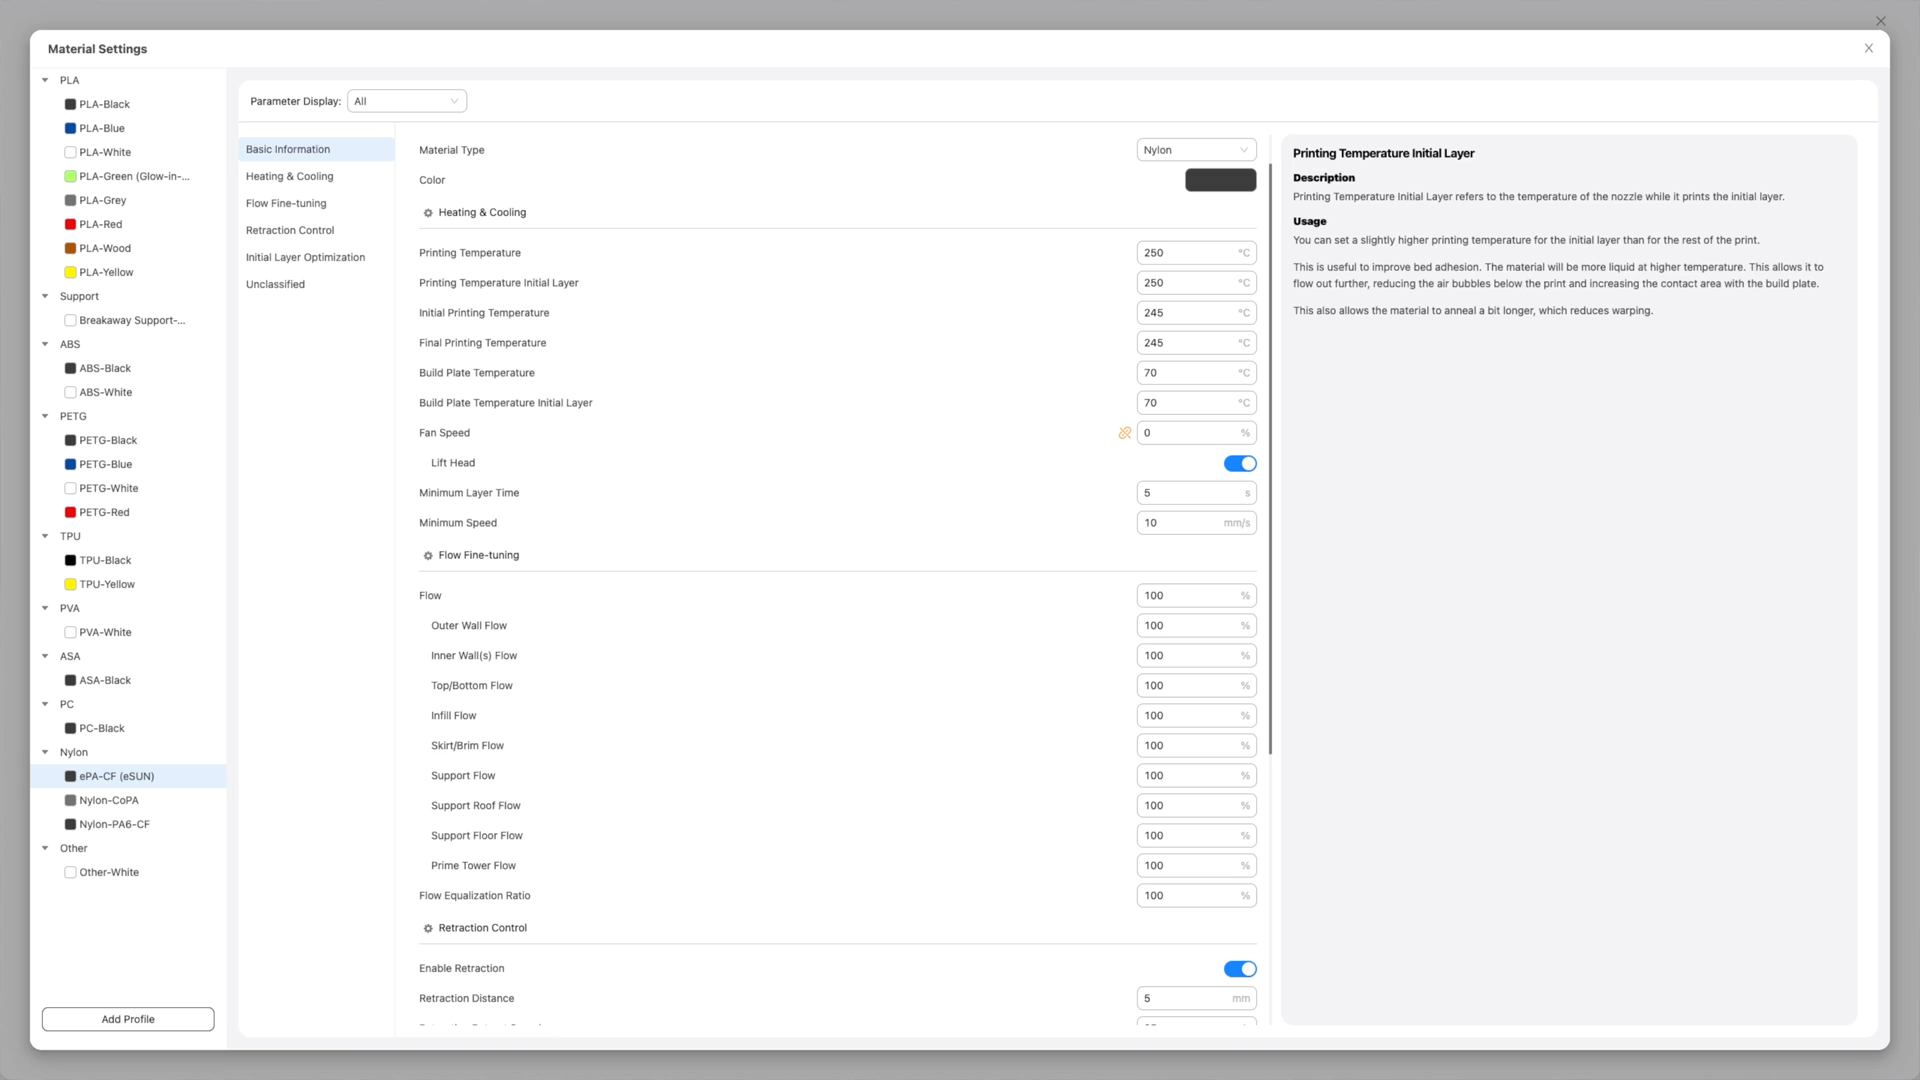 Material Settings
PLA
PLA-Black
PLA-Blue
PLA-White
PLA-Green (Glow-in-...
PLA-Grey
PLA-Red
PLA-Wood
PLA-Yellow
Support
Breakaway Support-...
ABS
ABS-Black
ABS-White
PETG
PETG-Black
PETG-Blue
PETG-White
PETG-Red
TPU
TPU-Black
TPU-Yellow
PVA
PVA-White
ASA
ASA-Black
PC
PC-Black
Nylon
ePA-CF (eSUN)
Nylon-CoPA
Nylon-PA6-CF
Other
Other-White
Add Profile
Parameter Display: All
Basic Information
Heating & Cooling
Flow Fine-tuning
Retraction Control
Initial Layer Optimization
Unclassified
Material Type Nylon
Color
Heating & Cooling
Printing Temperature 250 °C
Printing Temperature Initial Layer 250 °C
Initial Printing Temperature 245 °C
Final Printing Temperature 245 °C
Build Plate Temperature 70 °C
Build Plate Temperature Initial Layer 70 °C
Fan Speed 0 %
Lift Head
Minimum Layer Time 5 s
Minimum Speed 10 mm/s
Flow Fine-tuning
Flow 100 %
Outer Wall Flow 100 %
Inner Wall(s) Flow 100 %
Top/Bottom Flow 100 %
Infill Flow 100 %
Skirt/Brim Flow 100 %
Support Flow 100 %
Support Roof Flow 100 %
Support Floor Flow 100 %
Prime Tower Flow 100 %
Flow Equalization Ratio 100 %
Retraction Control
Enable Retraction
Retraction Distance 5 mm
Printing Temperature Initial Layer
Description
Printing Temperature Initial Layer refers to the temperature of the nozzle while it prints the initial layer.
Usage
You can set a slightly higher printing temperature for the initial layer than for the rest of the print.
This is useful to improve bed adhesion. The material will be more liquid at higher temperature. This allows it to
flow out further, reducing the air bubbles below the print and increasing the contact area with the build plate.
This also allows the material to anneal a bit longer, which reduces warping.